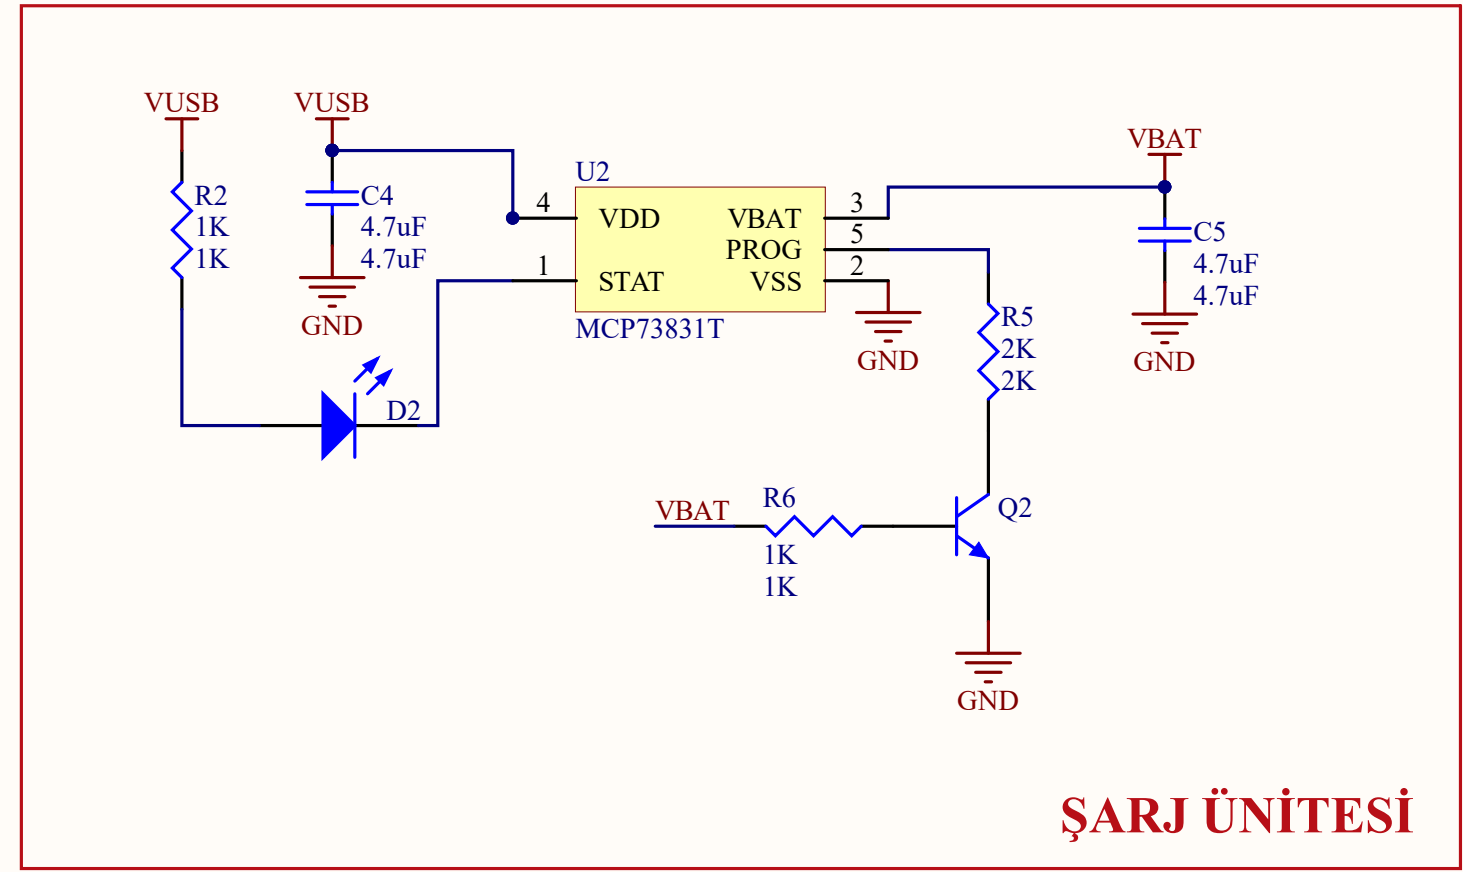 VUSB
VUSB
R2
1K
1K
C4
4.7uF
4.7uF
GND
U2
4
VDD
1
STAT
VBAT
3
PROG
5
VSS
2
MCP73831T
GND
VBAT
C5
4.7uF
4.7uF
GND
R5
2K
2K
D2
VBAT
R6
1K
1K
Q2
GND
ŞARJ ÜNİTESİ